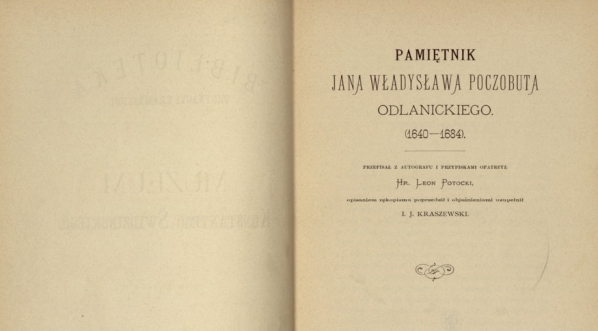 PAMIĘTNIK
JANA WŁADYSŁAWA POCZOBUTA
ODLANICKIEGO.
(1640—1684).
PRZEPISAŁ Z AUTOGRAFU I PRZYPISKAMI OPATRZYŁ
HR. LEON POTOCKI,
opisaniem rękopismu poprzedził i objaśnieniami uzupełnił
I. J. KRASZEWSKI.
BIBLIOTEKA